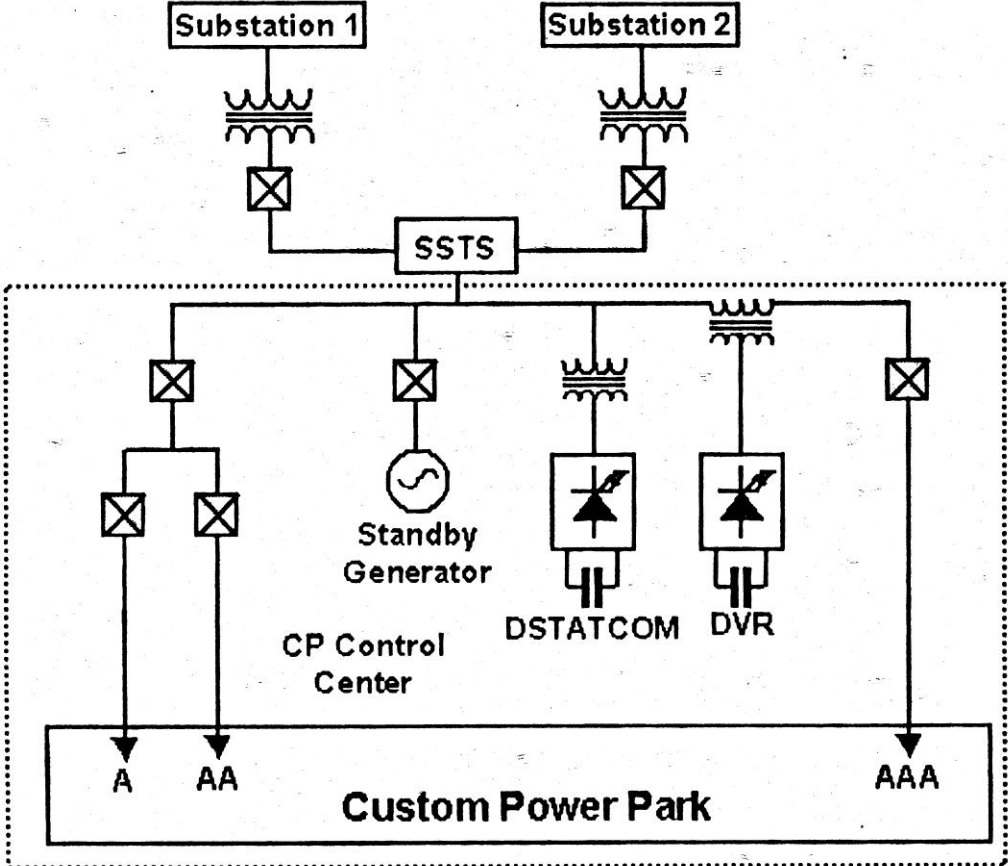 Substation 1
Substation 2
SSTS
Standby
Generator
DSTATCOM
DVR
CP Control
Center
A
AA
AAA
Custom Power Park